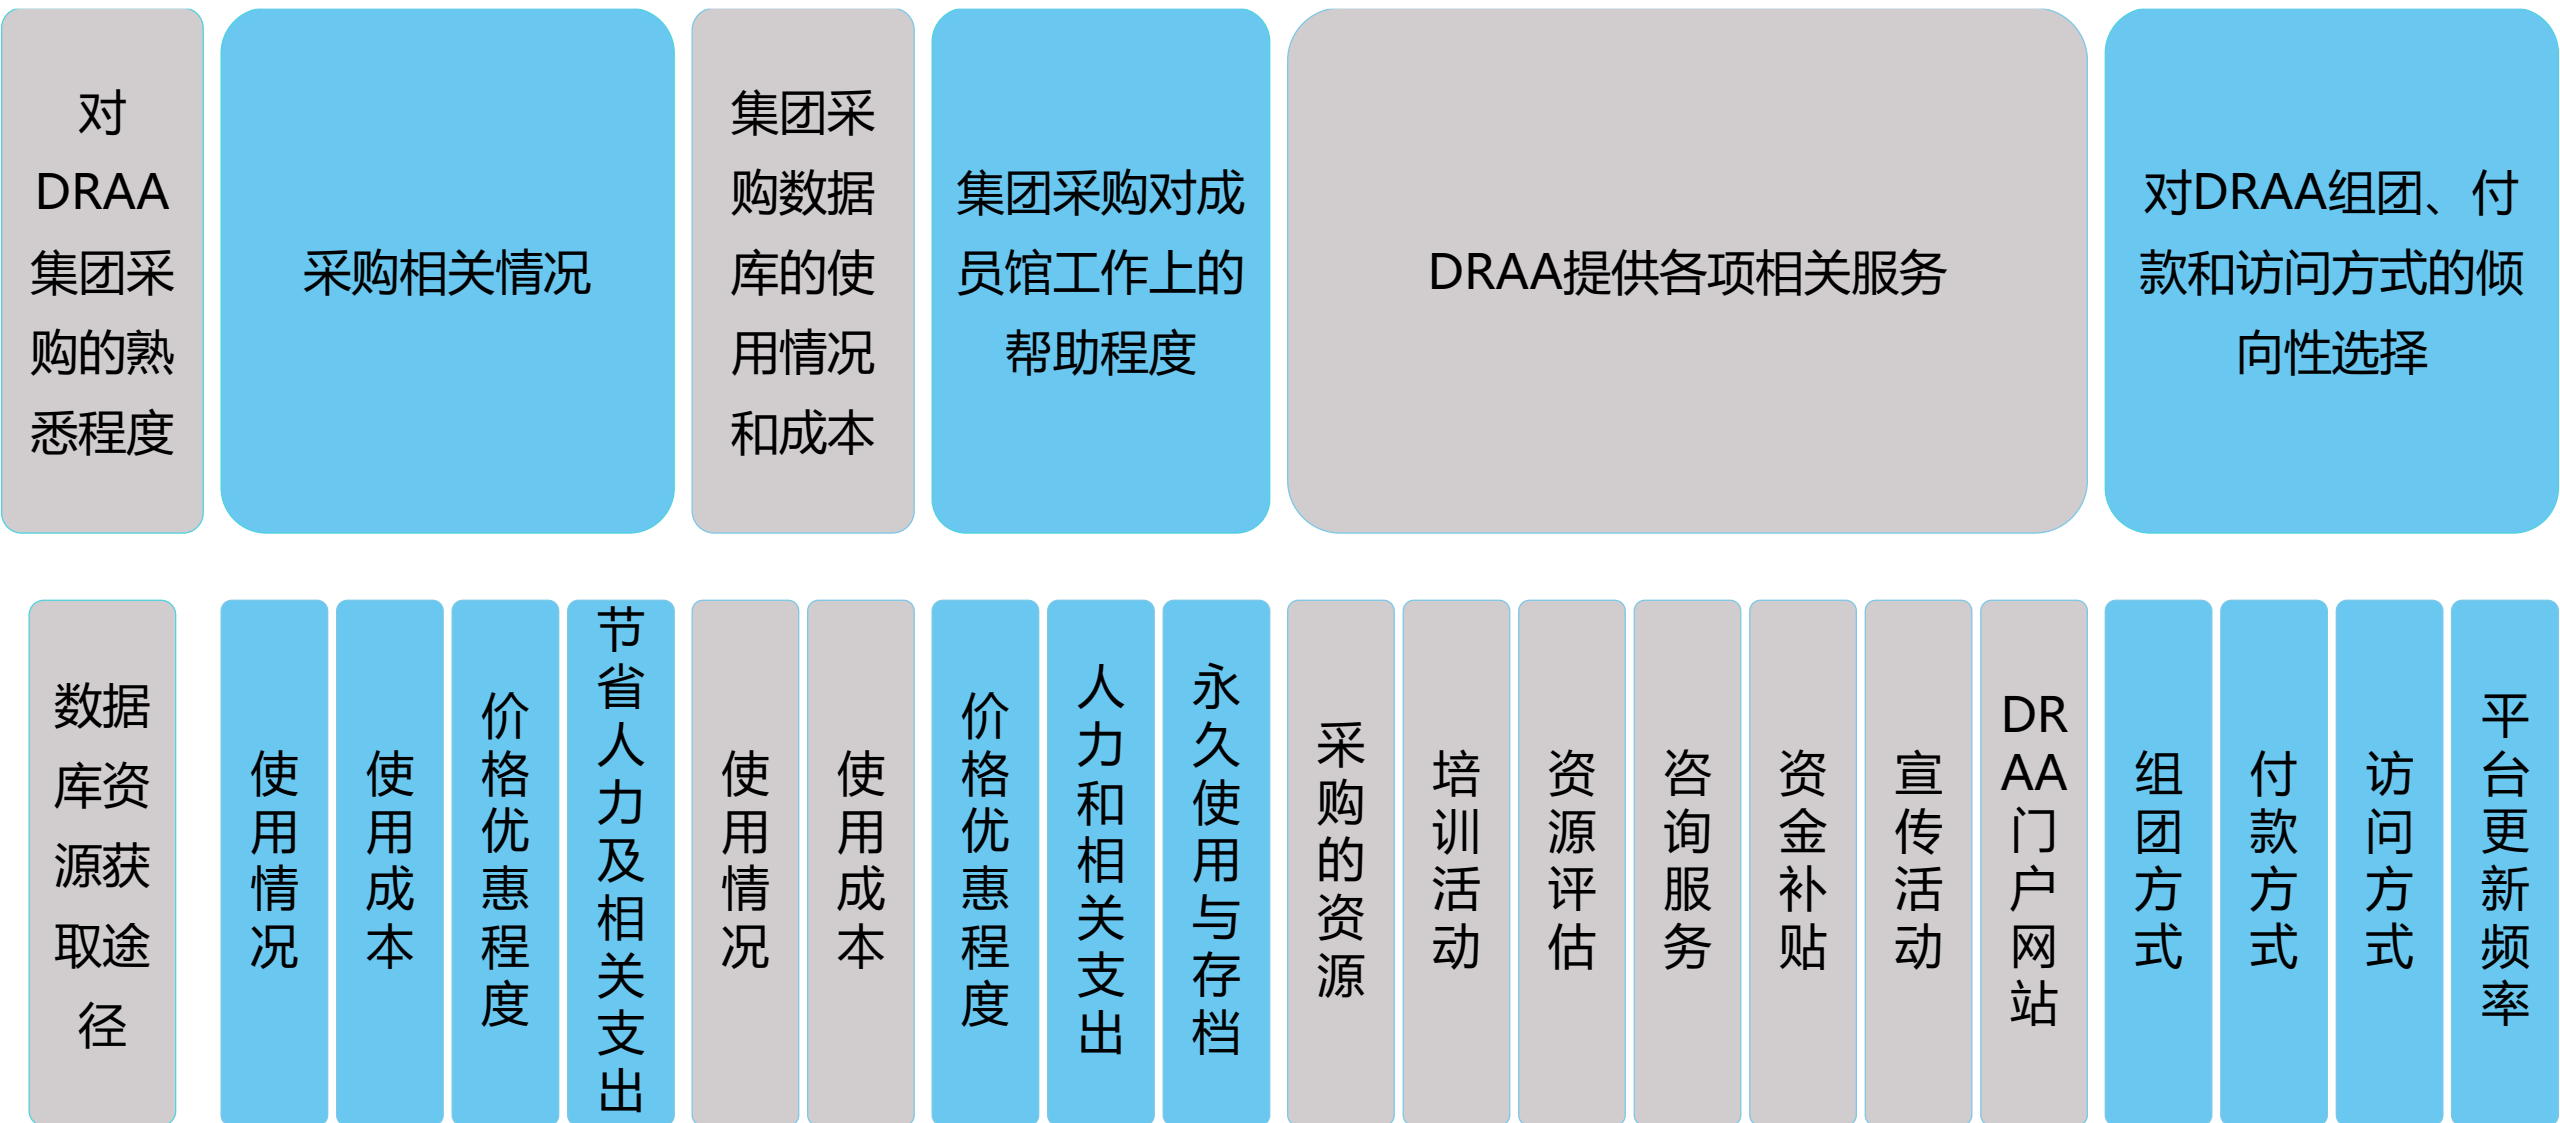 对
DRAA
集团采
购的熟
悉程度
采购相关情况
集团采
购数据
库的使
用情况
和成本
集团采购对成
员馆工作上的
帮助程度
DRAA提供各项相关服务
对DRAA组团、付
款和访问方式的倾
向性选择
数据
库资
源获
取途
径
使用情况
使用成本
价格优惠程度
节省人力及相关支出
使用情况
使用成本
价格优惠程度
人力和相关支出
永久使用与存档
采购的资源
培训活动
资源评估
咨询服务
资金补贴
宣传活动
DRAA门户网站
组团方式
付款方式
访问方式
平台更新频率